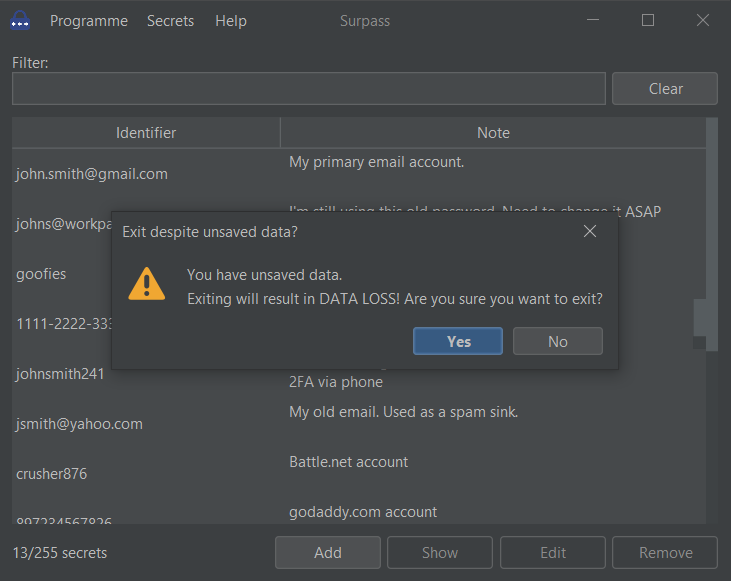 Programme Secrets Help Surpass
Filter:
Clear
Identifier Note
john.smith@gmail.com My primary email account.
johns@workpa I'm still using this old password. Need to change it ASAP
Exit despite unsaved data?
goofies
You have unsaved data.
Exiting will result in DATA LOSS! Are you sure you want to exit?
1111-2222-333
Yes No
johnsmith241 2FA via phone
jsmith@yahoo.com My old email. Used as a spam sink.
crusher876 Battle.net account
897234567826 godaddy.com account
13/255 secrets Add Show Edit Remove